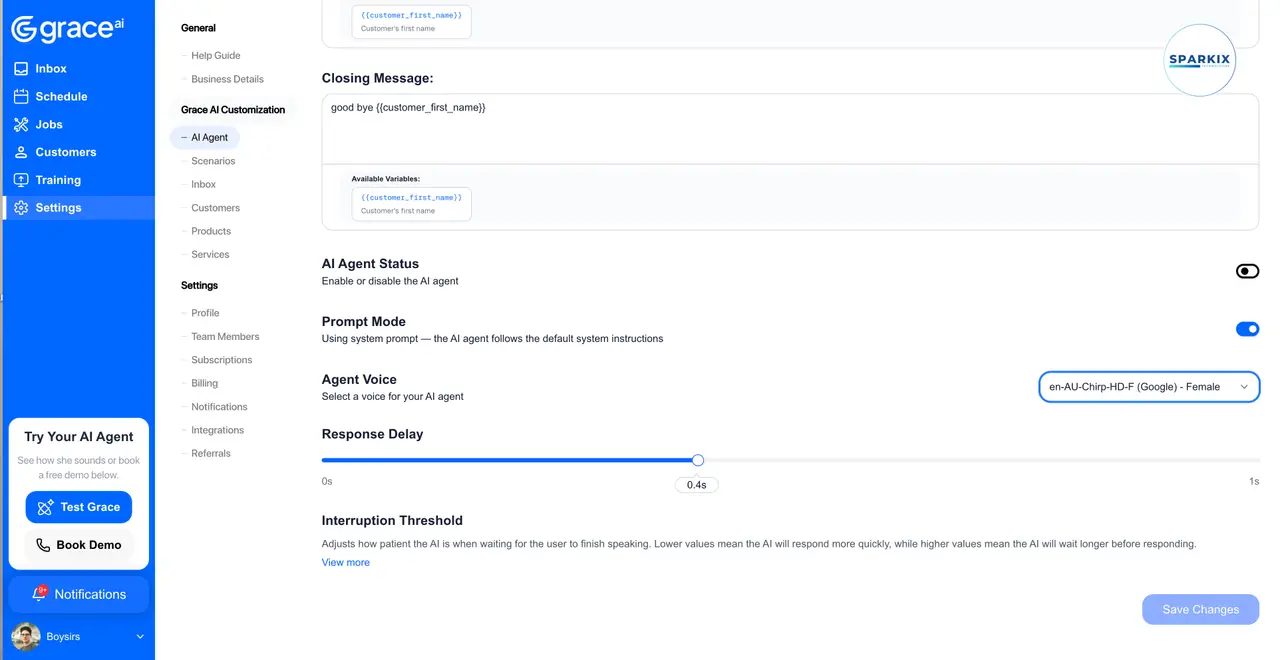 grace ai
Inbox
Schedule
Jobs
Customers
Training
Settings
Try Your AI Agent
See how she sounds or book
a free demo below.
Test Grace
Book Demo
9+
Notifications
Boysirs
General
Help Guide
Business Details
Grace AI Customization
AI Agent
Scenarios
Inbox
Customers
Products
Services
Settings
Profile
Team Members
Subscriptions
Billing
Notifications
Integrations
Referrals
{{customer_first_name}}
Customer's first name
SPARKIX
Closing Message:
good bye {{customer_first_name}}
Available Variables:
{{customer_first_name}}
Customer's first name
AI Agent Status
Enable or disable the AI agent
Prompt Mode
Using system prompt — the AI agent follows the default system instructions
Agent Voice
Select a voice for your AI agent
en-AU-Chirp-HD-F (Google) - Female
Response Delay
0s
0.4s
1s
Interruption Threshold
Adjusts how patient the AI is when waiting for the user to finish speaking. Lower values mean the AI will respond more quickly, while higher values mean the AI will wait longer before responding.
View more
Save Changes